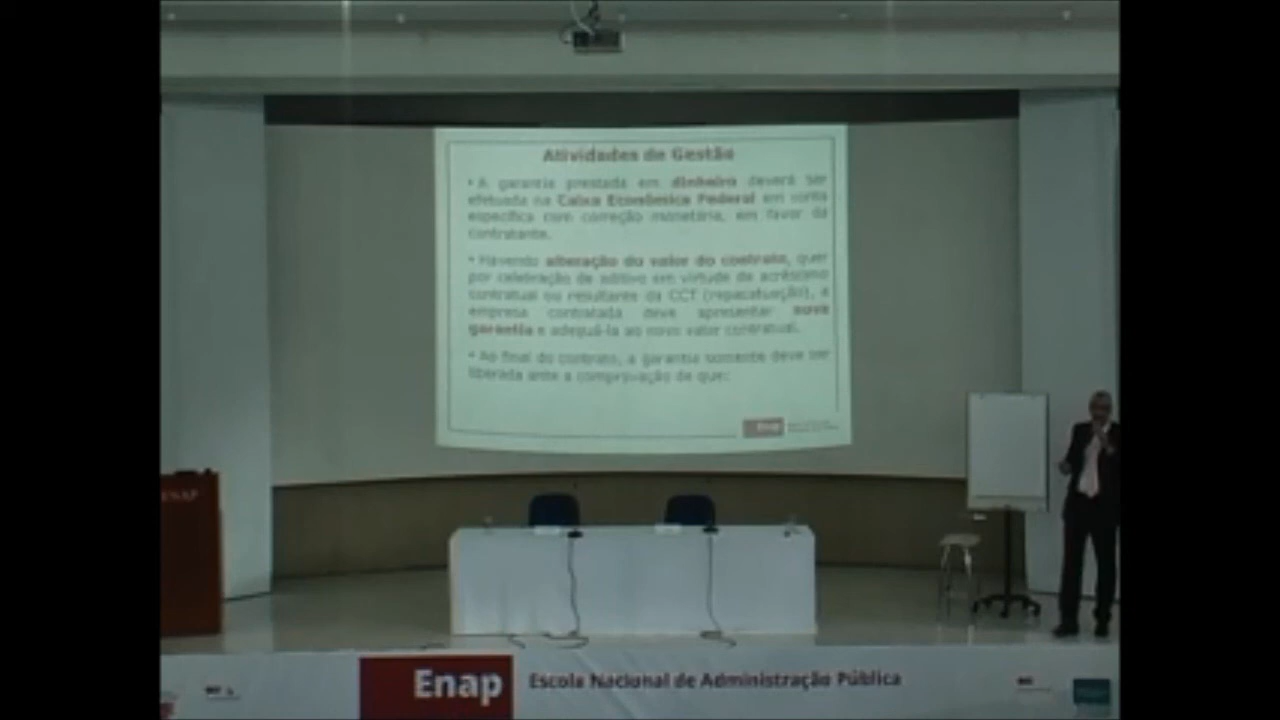 Atividades de Gestão
• A garantia prestada em dinheiro deverá ser
efetuada na Caixa Econômica Federal em conta
específica com correção monetária, em favor da
contratante.
• Havendo alteração do valor do contrato, quer
por celebração de aditivo em virtude de acréscimo
contratual ou resultante da CCT (repactuação), a
empresa contratada deve apresentar nova
garantia e adequá-la ao novo valor contratual.
• Ao final do contrato, a garantia somente deve ser
liberada ante a comprovação de que:
Enap
ENAP
Enap Escola Nacional de Administração Pública